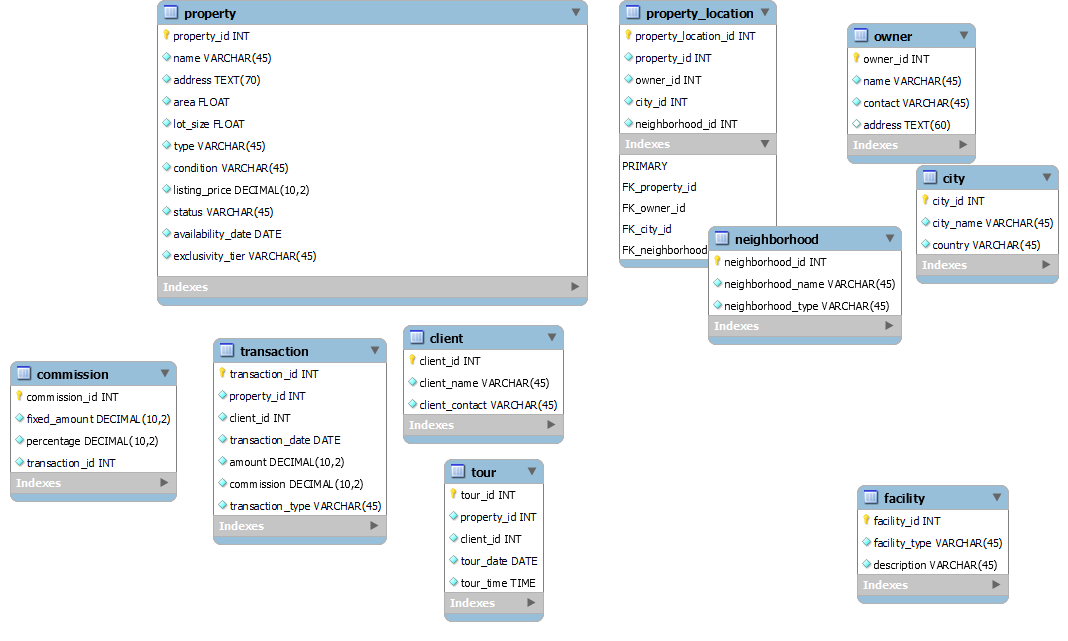 property
property_id INT
name VARCHAR(45)
address TEXT(70)
area FLOAT
lot_size FLOAT
type VARCHAR(45)
condition VARCHAR(45)
listing_price DECIMAL(10,2)
status VARCHAR(45)
availability_date DATE
exclusivity_tier VARCHAR(45)
Indexes
property_location
property_location_id INT
property_id INT
owner_id INT
city_id INT
neighborhood_id INT
Indexes
PRIMARY
FK_property_id
FK_owner_id
FK_city_id
FK_neighborhood
owner
owner_id INT
name VARCHAR(45)
contact VARCHAR(45)
address TEXT(60)
Indexes
city
city_id INT
city_name VARCHAR(45)
country VARCHAR(45)
Indexes
neighborhood
neighborhood_id INT
neighborhood_name VARCHAR(45)
neighborhood_type VARCHAR(45)
Indexes
commission
commission_id INT
fixed_amount DECIMAL(10,2)
percentage DECIMAL(10,2)
transaction_id INT
Indexes
transaction
transaction_id INT
property_id INT
client_id INT
transaction_date DATE
amount DECIMAL(10,2)
commission DECIMAL(10,2)
transaction_type VARCHAR(45)
Indexes
client
client_id INT
client_name VARCHAR(45)
client_contact VARCHAR(45)
Indexes
tour
tour_id INT
property_id INT
client_id INT
tour_date DATE
tour_time TIME
Indexes
facility
facility_id INT
facility_type VARCHAR(45)
description VARCHAR(45)
Indexes